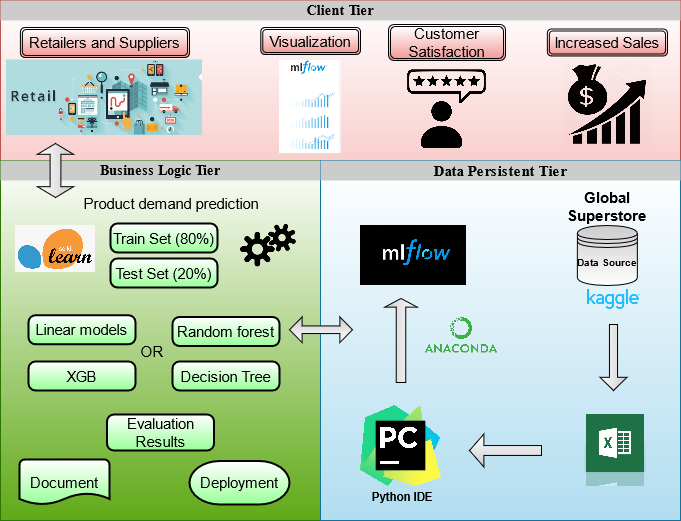 Client Tier
Retailers and Suppliers
Visualization
Customer
Satisfaction
Increased Sales
Retail
mlflow
Business Logic Tier
Data Persistent Tier
Product demand prediction
scikit
learn
Train Set (80%)
Test Set (20%)
mlflow
Global
Superstore
Data Source
kaggle
Linear models
OR
Random forest
XGB
Decision Tree
ANACONDA
Evaluation
Results
Document
Deployment
PC
Python IDE
X